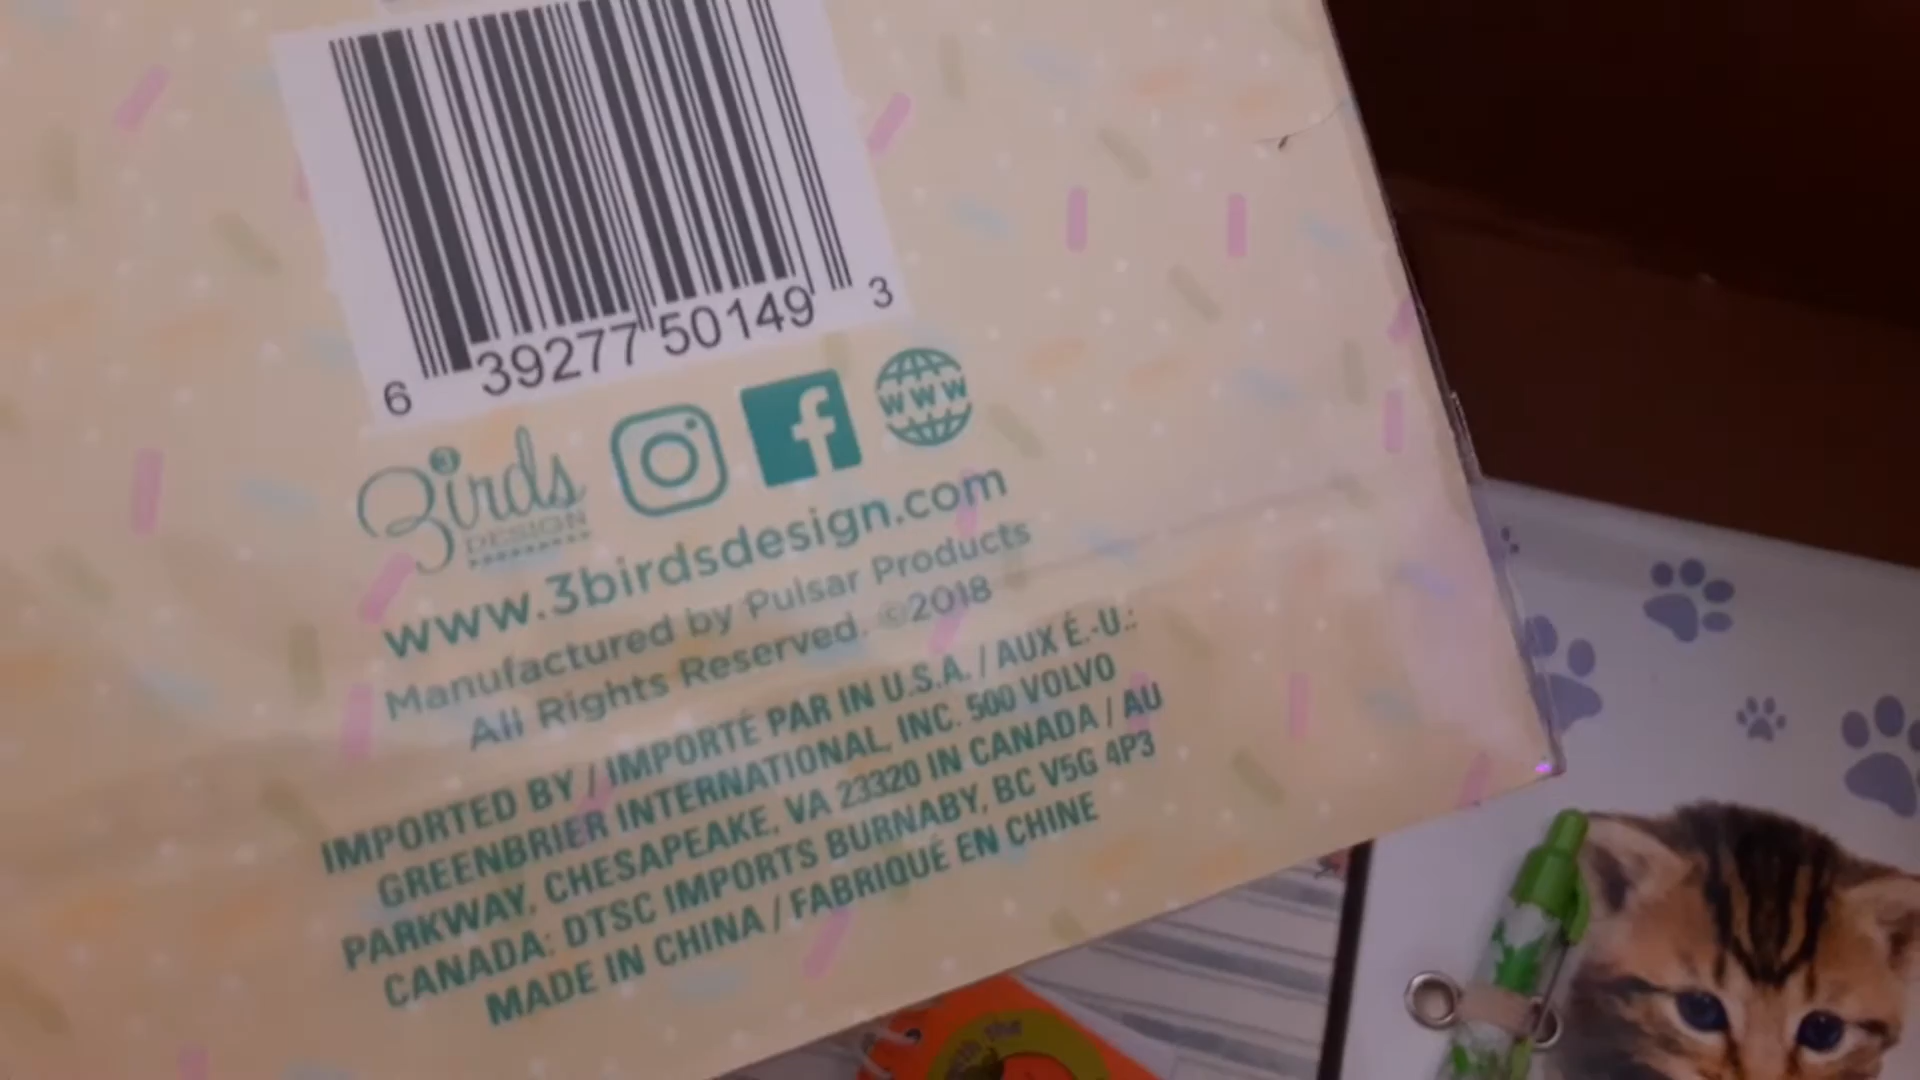 6 39277 50149 3
3irds
DESIGN
f
WWW
www.3birdsdesign.com
Manufactured by Pulsar Products
All Rights Reserved. ©2018
IMPORTED BY / IMPORTÉ PAR IN U.S.A. / AUX É.-U.:
GREENBRIER INTERNATIONAL, INC. 500 VOLVO
PARKWAY, CHESAPEAKE, VA 23320 IN CANADA / AU
CANADA: DTSC IMPORTS BURNABY, BC V5G 4P3
MADE IN CHINA / FABRIQUÉ EN CHINE